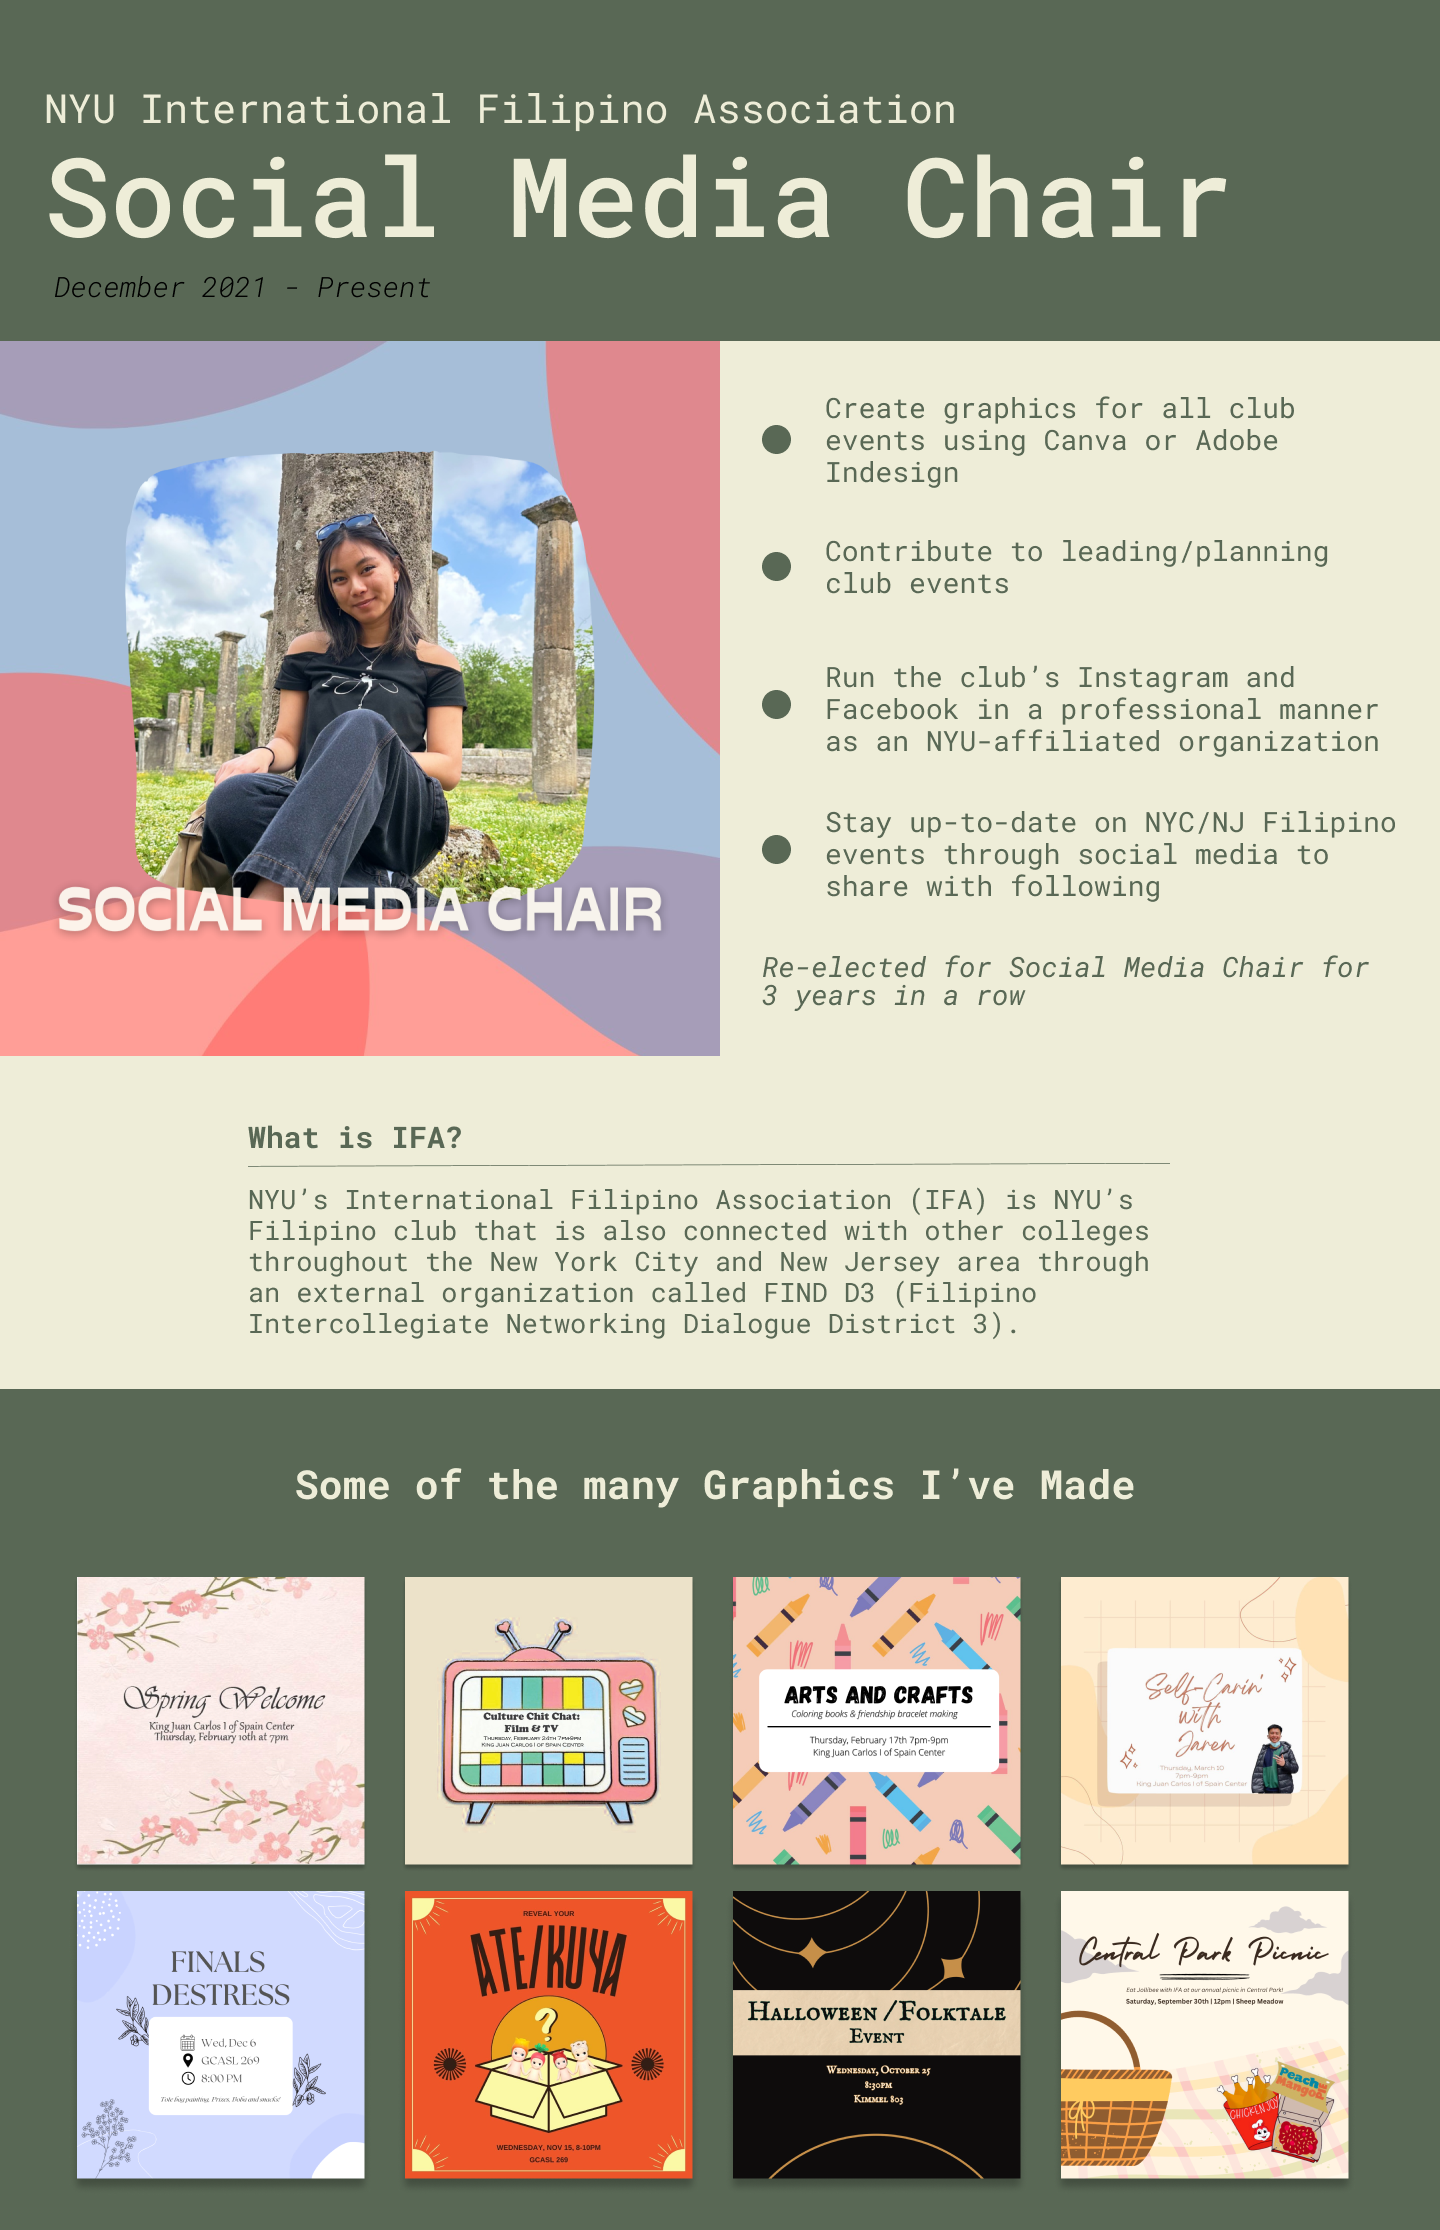 NYU International Filipino Association
Social Media Chair
December 2021 - Present
SOCIAL MEDIA CHAIR
Create graphics for all club
events using Canva or Adobe
Indesign
Contribute to leading/planning
club events
Run the club’s Instagram and
Facebook in a professional manner
as an NYU-affiliated organization
Stay up-to-date on NYC/NJ Filipino
events through social media to
share with following
Re-elected for Social Media Chair for
3 years in a row
What is IFA?
NYU’s International Filipino Association (IFA) is NYU’s
Filipino club that is also connected with other colleges
throughout the New York City and New Jersey area through
an external organization called FIND D3 (Filipino
Intercollegiate Networking Dialogue District 3).
Some of the many Graphics I’ve Made
Spring Welcome
King Juan Carlos I of Spain Center
Thursday, February 10th at 7pm
Culture Chit Chat:
Film & TV
Thursday, February 24th 7pm-9pm
King Juan Carlos I of Spain Center
ARTS AND CRAFTS
Coloring books & friendship bracelet making
Thursday, February 17th 7pm-9pm
King Juan Carlos I of Spain Center
Self-Carin'
with
Jaren
Thursday, March 10
7pm-9pm
King Juan Carlos I of Spain Center
FINALS
DESTRESS
Wed, Dec 6
GCASL 269
8:00 PM
Tote bag painting, Prizes, Boba and snacks!
REVEAL YOUR
ATE/KUYA
?
WEDNESDAY, NOV 15, 8-10PM
GCASL 269
Halloween /Folktale
Event
Wednesday, October 25
8:30pm
Kimmel 803
Central Park Picnic
Eat Jollibee with IFA at our annual picnic in Central Park!
Saturday, September 30th | 12pm | Sheep Meadow
Peach
Mango
CHICKENJOY